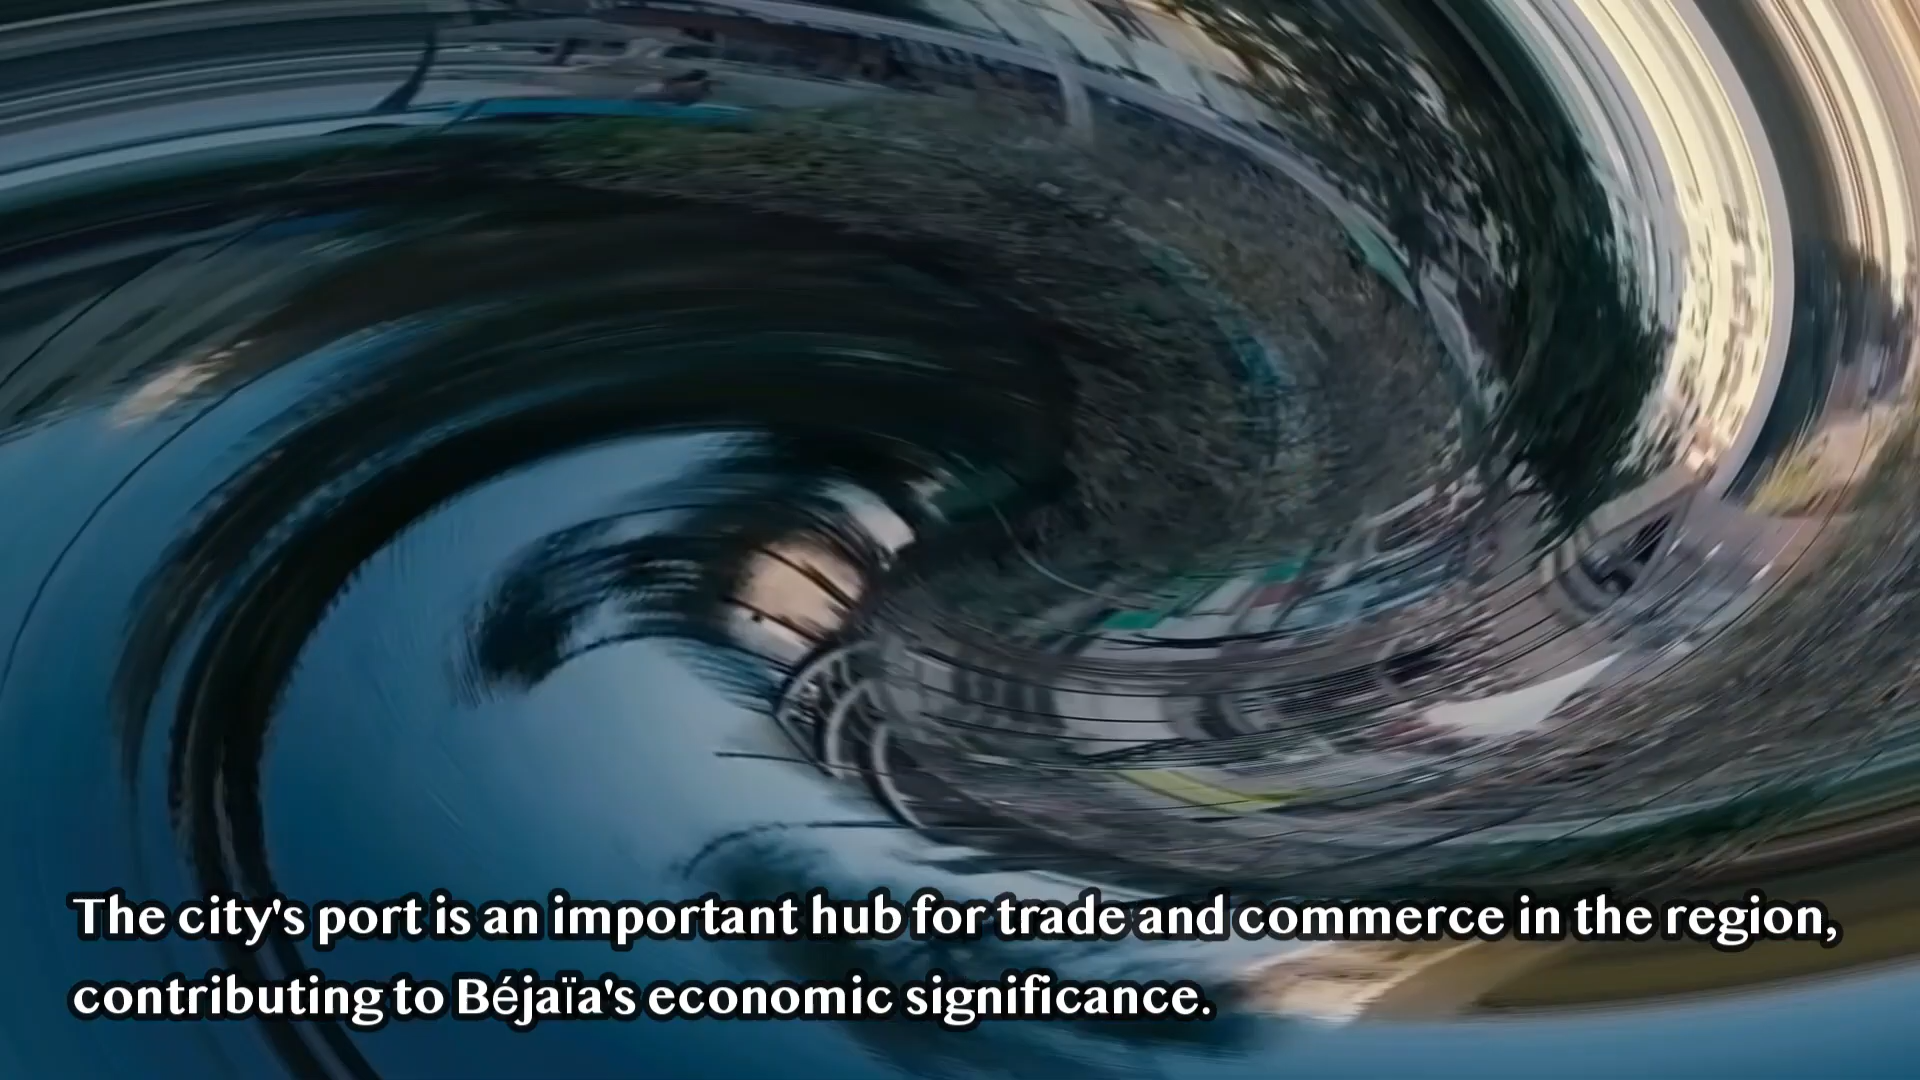 The city's port is an important hub for trade and commerce in the region,
contributing to Béjaïa's economic significance.